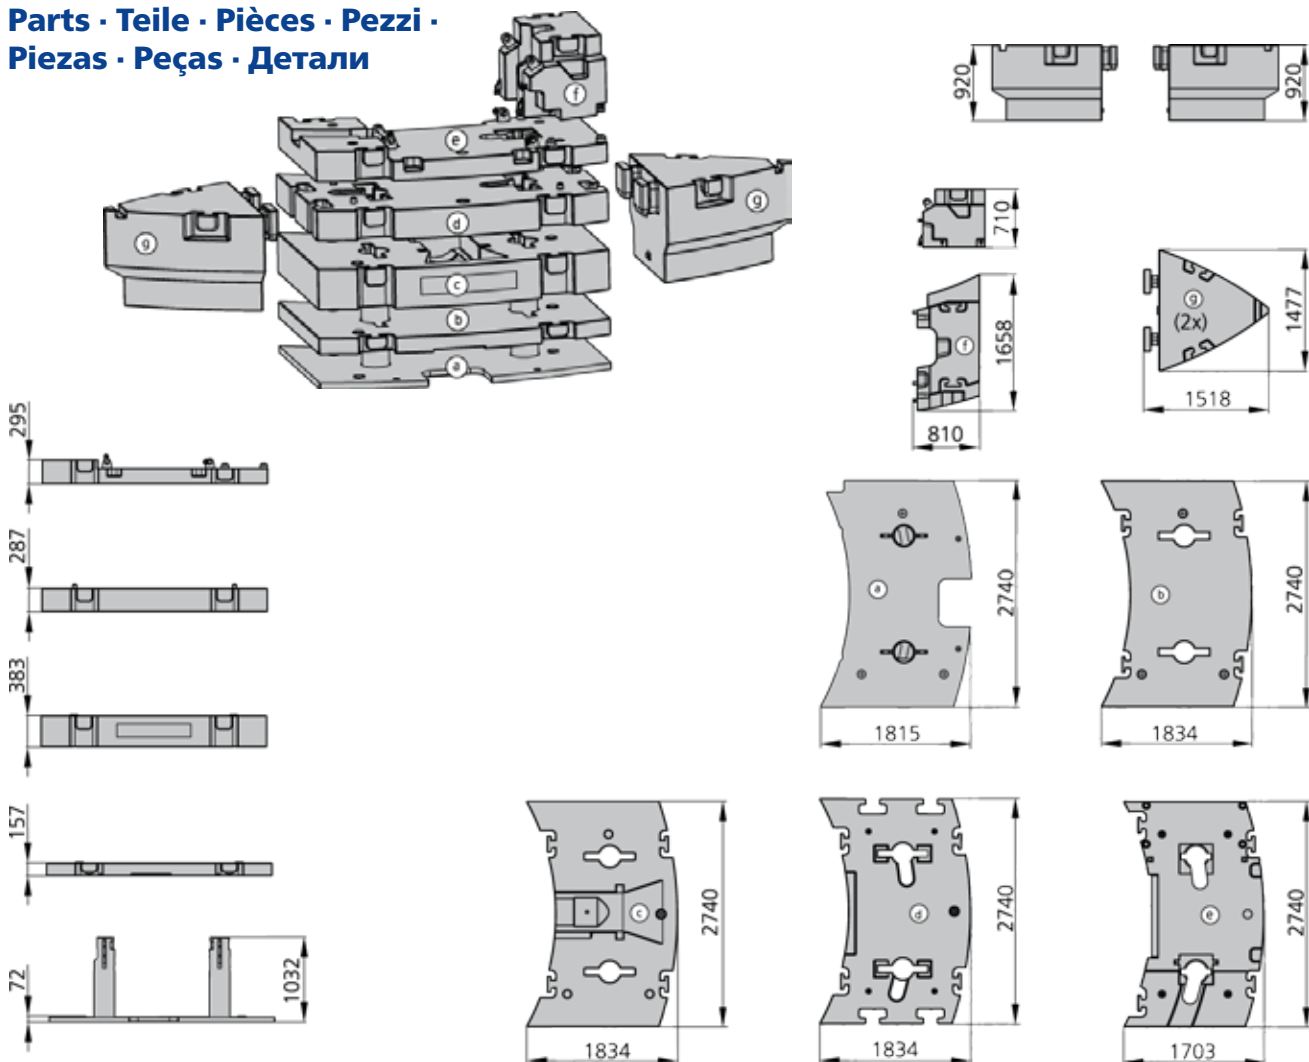 Parts · Teile · Pièces · Pezzi ·
Piezas · Peças · Детали
f
e
g
g
d
c
b
a
920
920
710
f
1658
810
g
(2x)
1477
1518
295
287
383
157
72
1032
a
2740
1815
b
2740
1834
c
2740
1834
d
2740
1834
e
2740
1703